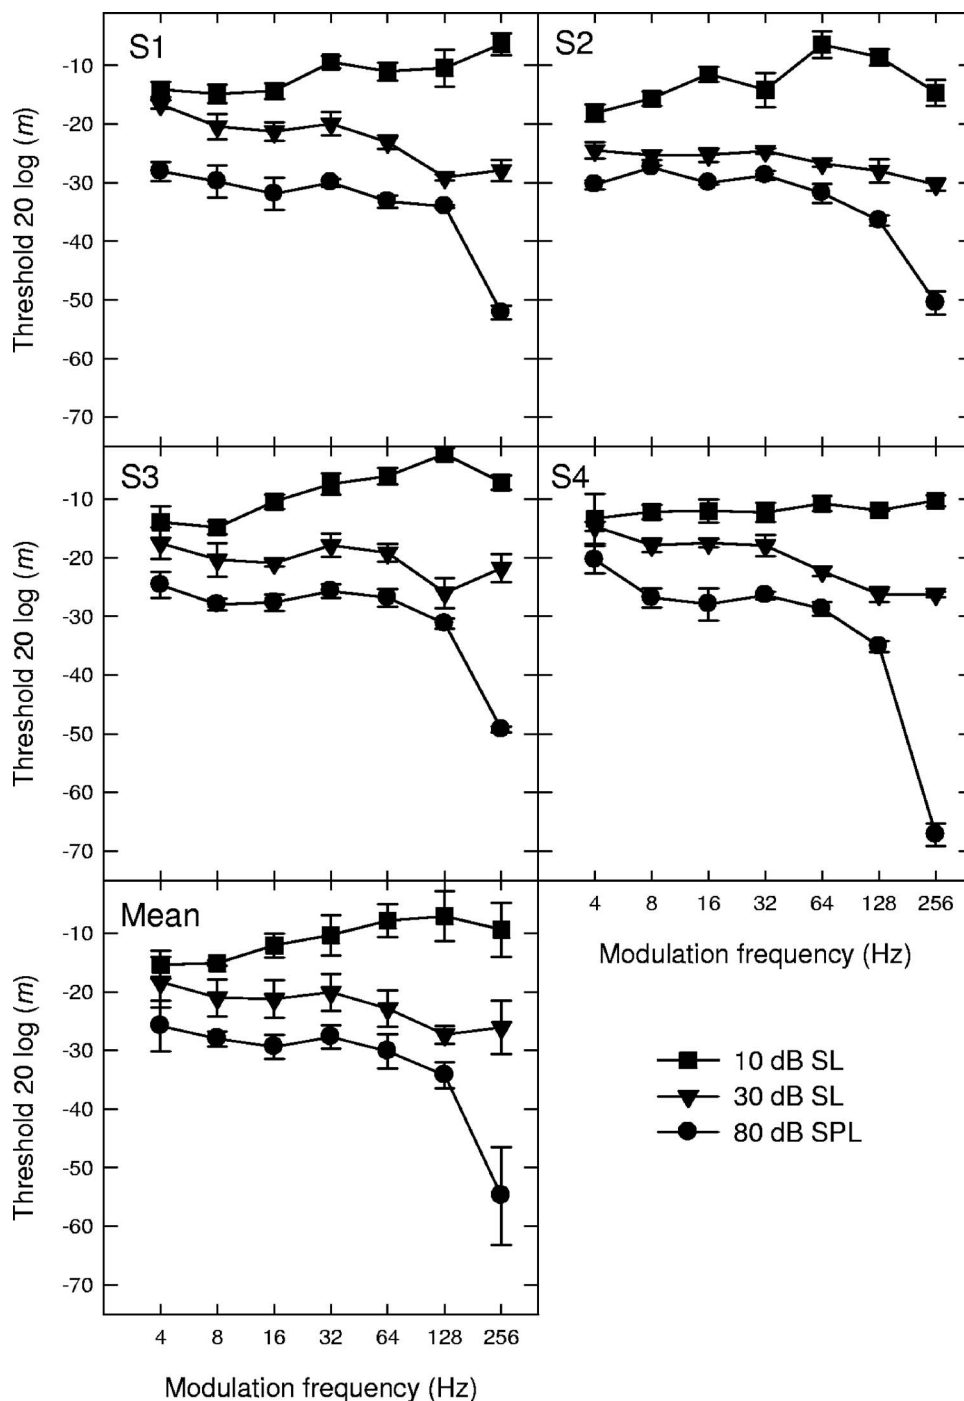 S1
S2
-10
-20
-30
-40
-50
-60
-70
Threshold 20 log (m)
S3
S4
-10
-20
-30
-40
-50
-60
-70
Threshold 20 log (m)
4 8 16 32 64 128 256
Modulation frequency (Hz)
Mean
-10
-20
-30
-40
-50
-60
-70
Threshold 20 log (m)
10 dB SL
30 dB SL
80 dB SPL
4 8 16 32 64 128 256
Modulation frequency (Hz)